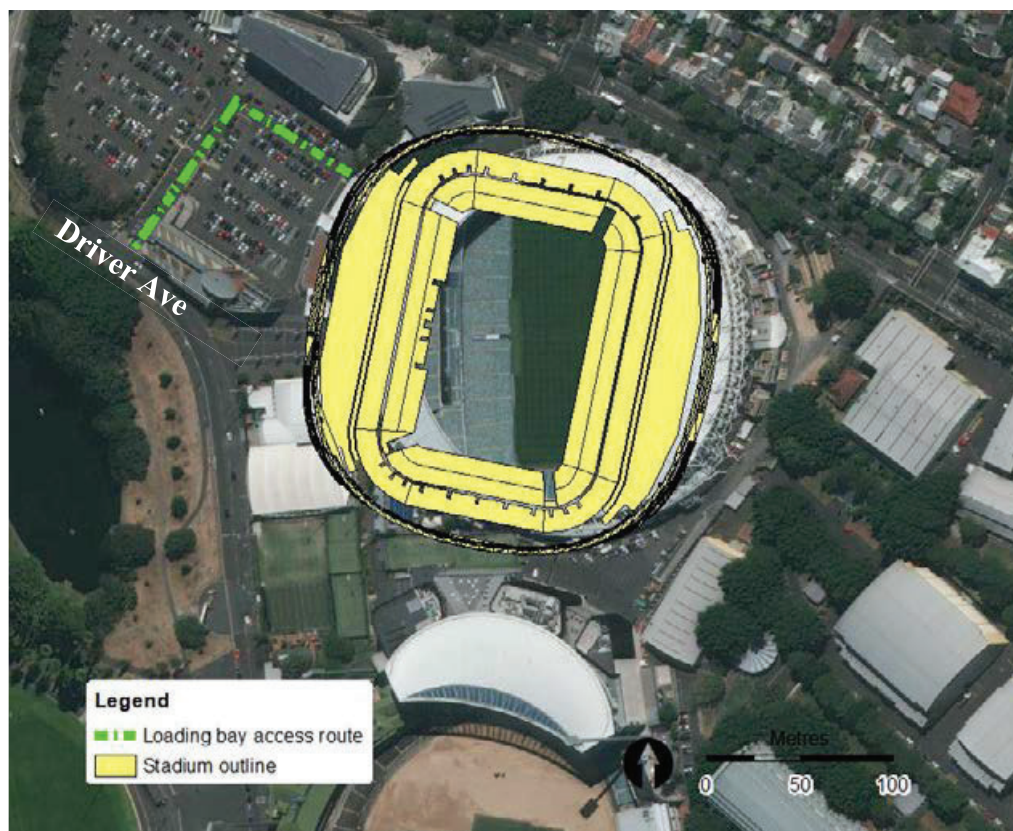 Driver Ave
Legend
Loading bay access route
Stadium outline
Metres
0 50 100